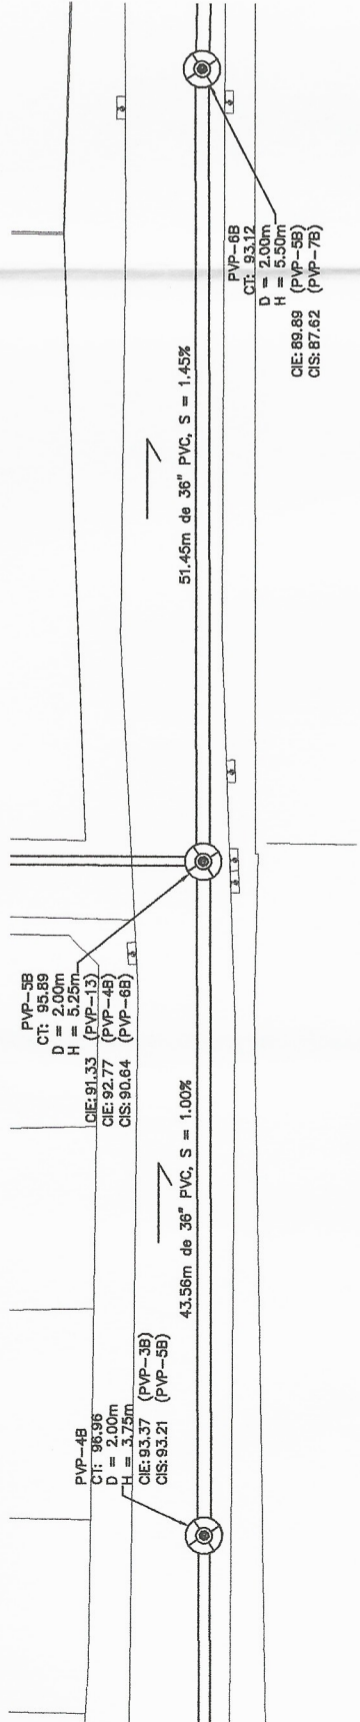 PVP-4B
CT: 96.96
D = 2.00m
H = 3.75m
CIE: 93.37 (PVP-3B)
CIS: 93.21 (PVP-5B)
43.56m de 36" PVC, S = 1.00%
PVP-5B
CT: 95.89
D = 2.00m
H = 5.25m
CIE: 91.33 (PVP-13)
CIE: 92.77 (PVP-4B)
CIS: 90.64 (PVP-6B)
51.45m de 36" PVC, S = 1.45%
PVP-6B
CT: 93.12
D = 2.00m
H = 5.50m
CIE: 89.89 (PVP-5B)
CIS: 87.62 (PVP-7B)